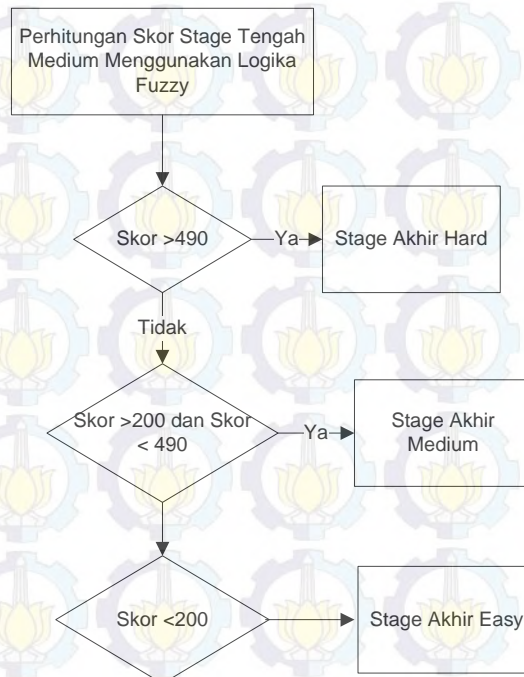 Perhitungan Skor Stage Tengah
Medium Menggunakan Logika
Fuzzy
Skor >490
Ya
Stage Akhir Hard
Tidak
Skor >200 dan Skor
< 490
Ya
Stage Akhir
Medium
Skor <200
Stage Akhir Easy